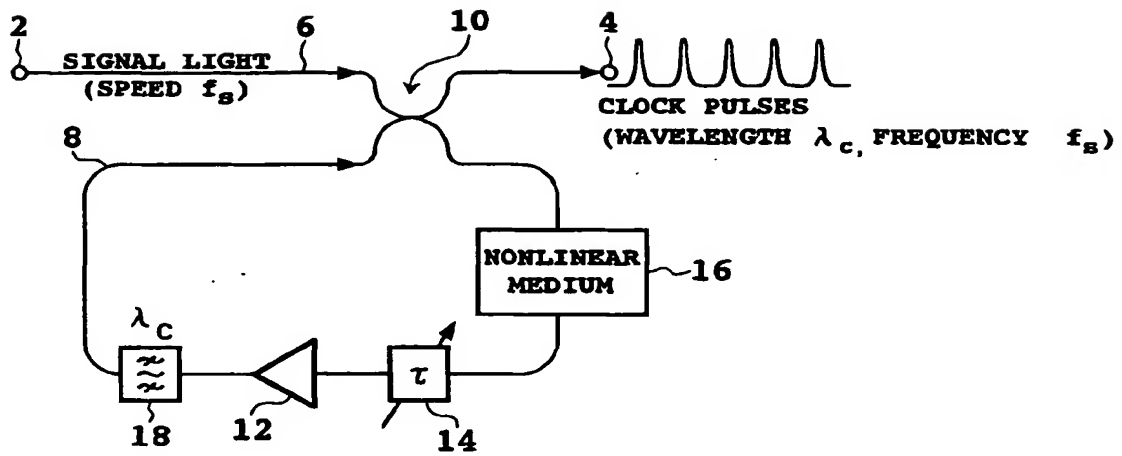 2
SIGNAL LIGHT
(SPEED fs)
6
10
4
CLOCK PULSES
(WAVELENGTH λc, FREQUENCY fs)
8
NONLINEAR
MEDIUM
16
λC
τ
18
12
14